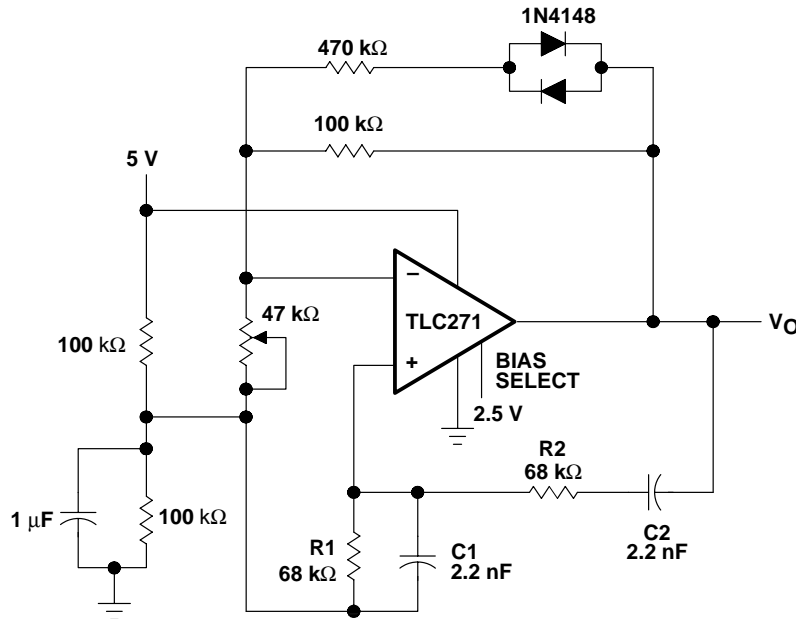 1N4148
470 kΩ
100 kΩ
5 V
−
47 kΩ
TLC271
VO
100 kΩ
+
BIAS
SELECT
2.5 V
R2
68 kΩ
1 μF
100 kΩ
R1
68 kΩ
C1
2.2 nF
C2
2.2 nF